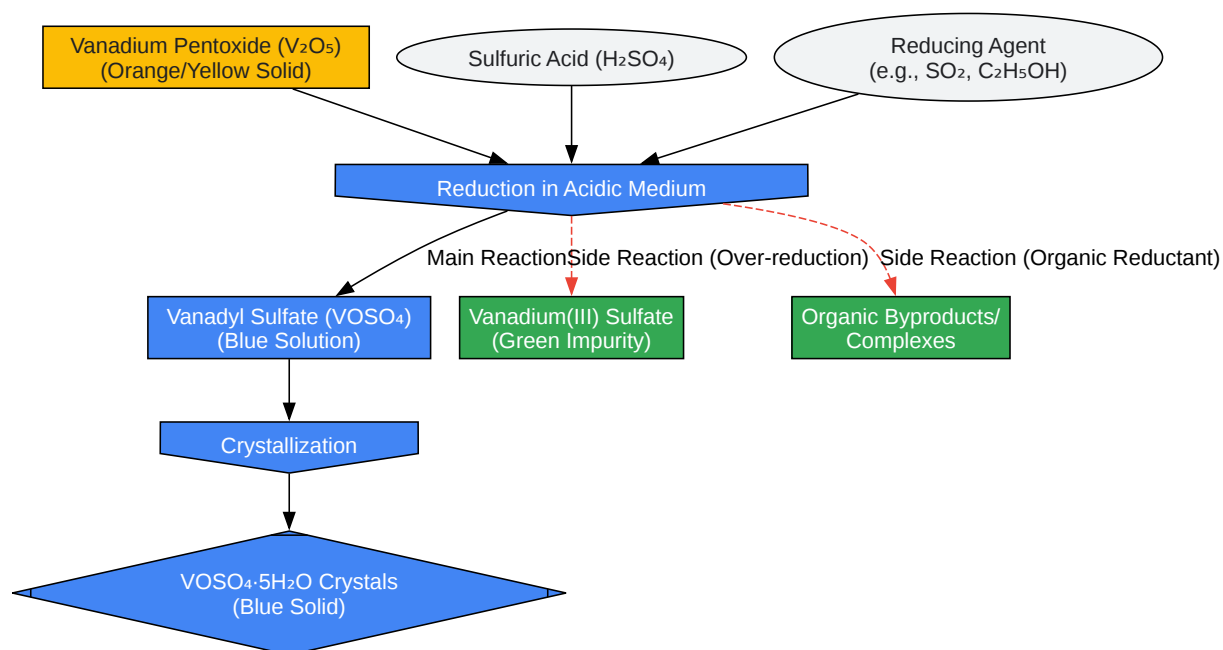 Vanadium Pentoxide (V₂O₅)
(Orange/Yellow Solid)
Sulfuric Acid (H₂SO₄)
Reducing Agent
(e.g., SO₂, C₂H₅OH)
Reduction in Acidic Medium
Main Reaction
Side Reaction (Over-reduction)
Side Reaction (Organic Reductant)
Vanadyl Sulfate (VOSO₄)
(Blue Solution)
Vanadium(III) Sulfate
(Green Impurity)
Organic Byproducts/
Complexes
Crystallization
VOSO₄·5H₂O Crystals
(Blue Solid)